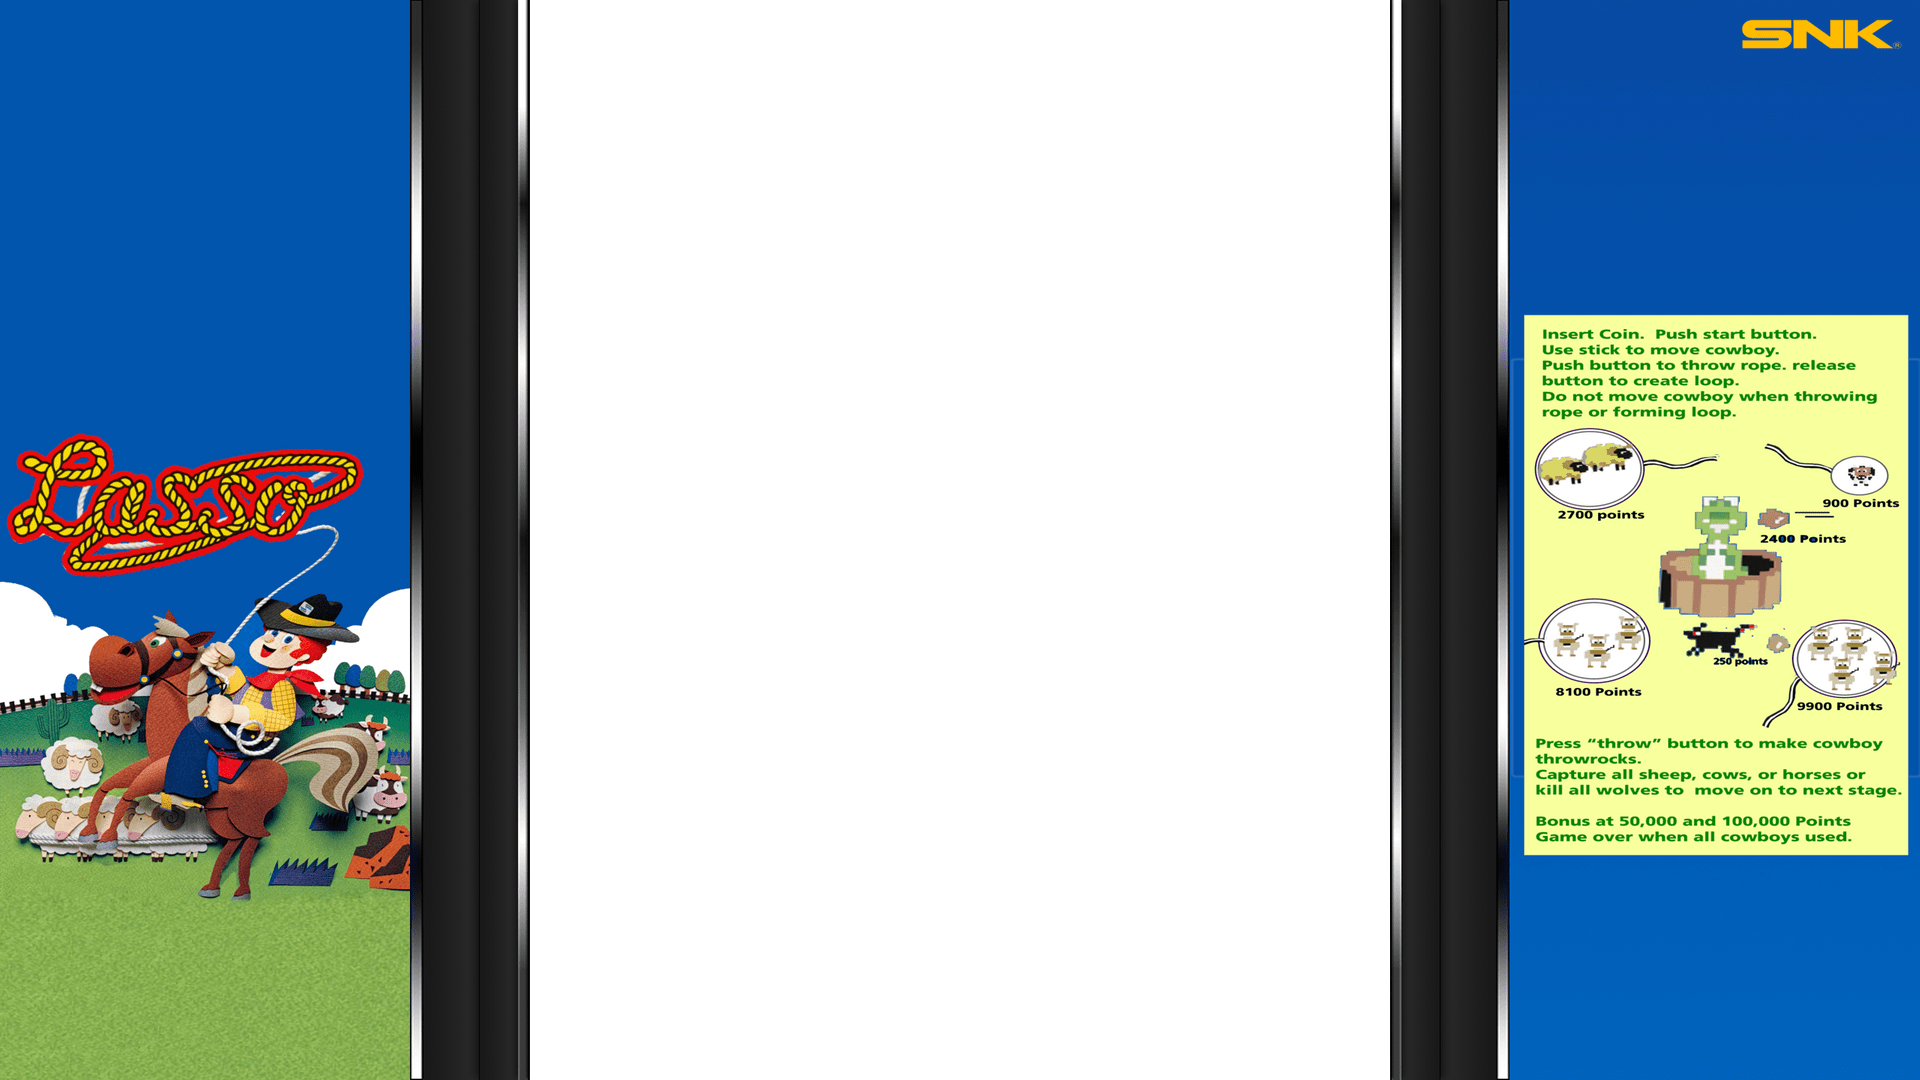 Lasso
SNK
Insert Coin. Push start button.
Use stick to move cowboy.
Push button to throw rope. release
button to create loop.
Do not move cowboy when throwing
rope or forming loop.
2700 points
900 Points
2400 Points
250 points
8100 Points
9900 Points
Press “throw” button to make cowboy
throwrocks.
Capture all sheep, cows, or horses or
kill all wolves to move on to next stage.
Bonus at 50,000 and 100,000 Points
Game over when all cowboys used.